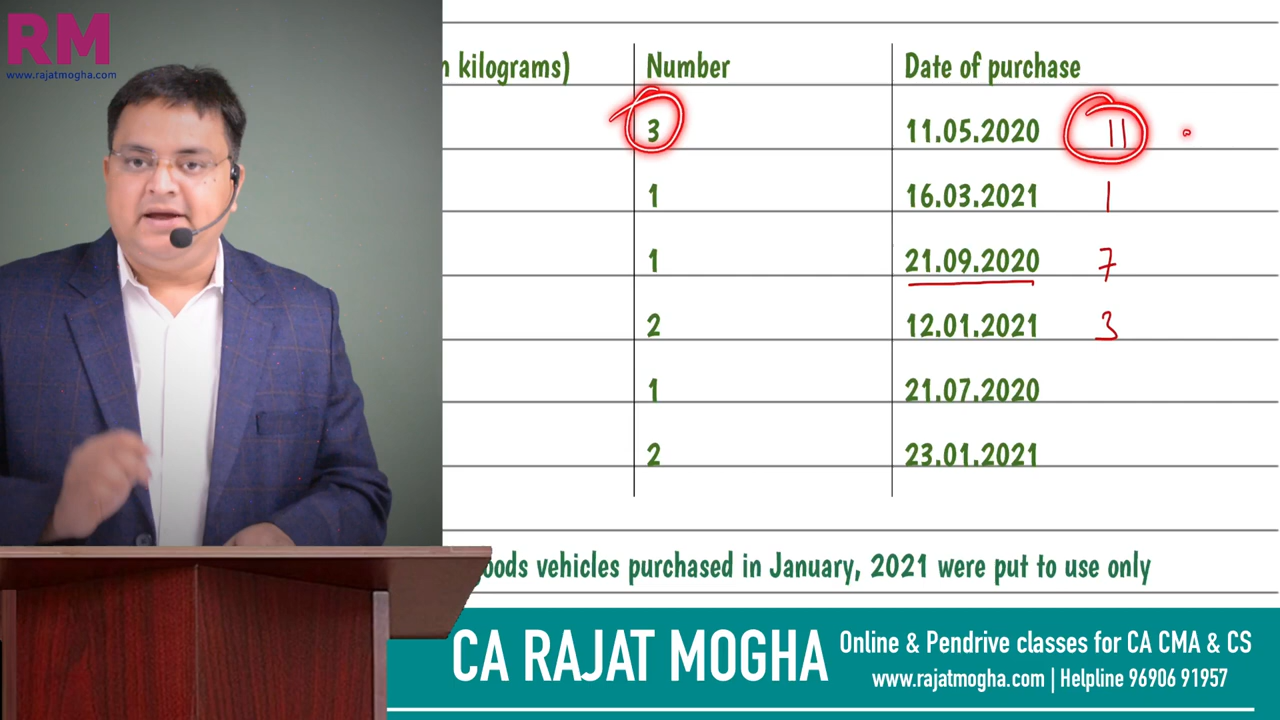 RM
www.rajatmogha.com
n kilograms) Number Date of purchase
3 11.05.2020 11
1 16.03.2021 1
1 21.09.2020 7
2 12.01.2021 3
1 21.07.2020
2 23.01.2021
goods vehicles purchased in January, 2021 were put to use only
CA RAJAT MOGHA
Online & Pendrive classes for CA CMA & CS
www.rajatmogha.com | Helpline 96906 91957